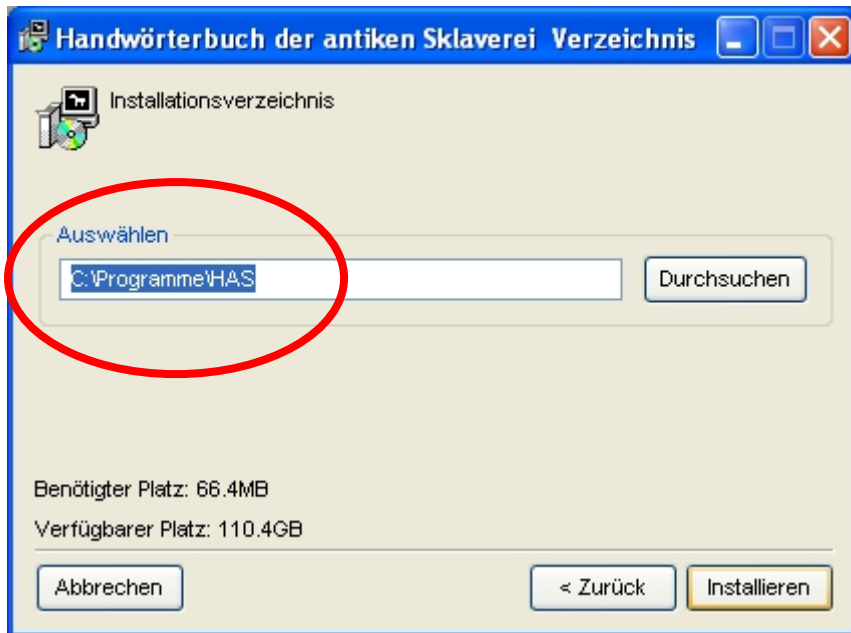 Handwörterbuch der antiken Sklaverei Verzeichnis
Installationsverzeichnis
Auswählen
C:\Programme\HAS
Durchsuchen
Benötigter Platz: 66.4MB
Verfügbarer Platz: 110.4GB
Abbrechen
< Zurück
Installieren